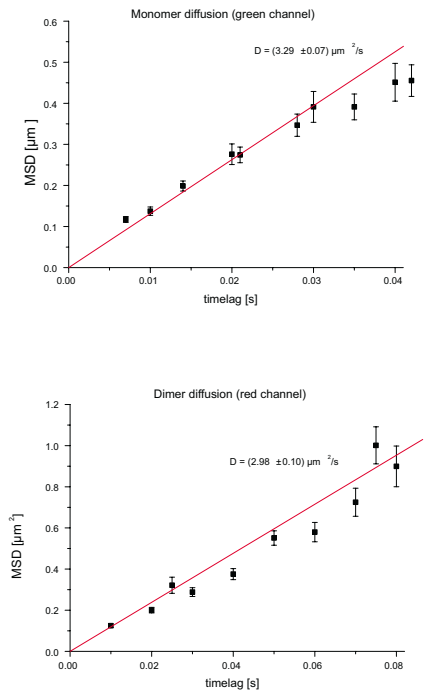 Monomer diffusion (green channel)
0.6
D = (3.29 ±0.07) µm ²/s
0.5
0.4
MSD [µm ]
0.3
0.2
0.1
0.0
0.00 0.01 0.02 0.03 0.04
timelag [s]
Dimer diffusion (red channel)
1.2
1.0
D = (2.98 ±0.10) µm ²/s
0.8
MSD [µm²]
0.6
0.4
0.2
0.0
0.00 0.02 0.04 0.06 0.08
timelag [s]